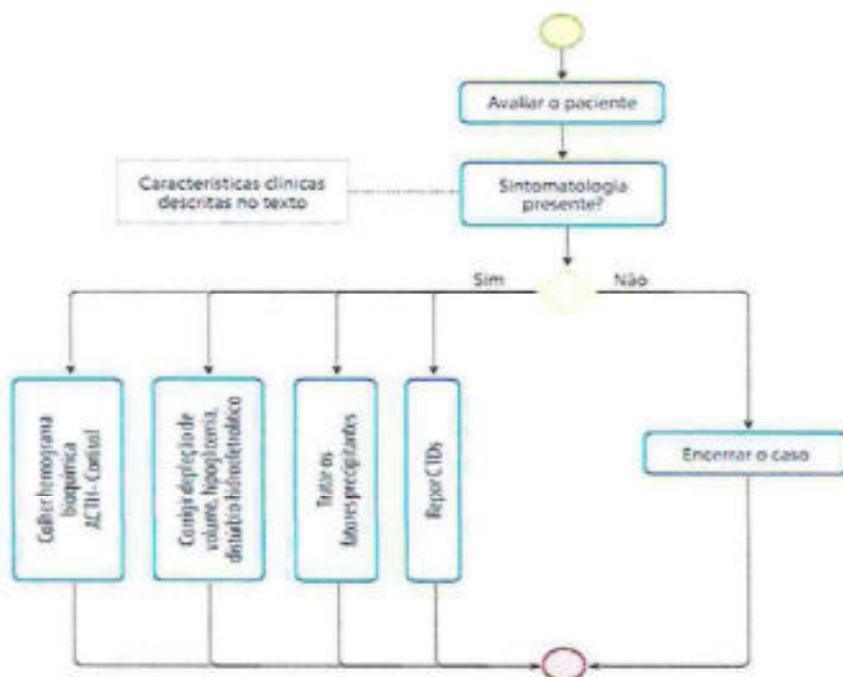 Avaliar o paciente
Características clínicas
descritas no texto
Sintomatologia
presente?
Sim
Não
Colher hemograma
bioquímica
ACTH - Cortisol
Corrigir depleção de
volume, hipoglicemia,
distúrbio hidroeletrolítico
Tratar os
fatores precipitantes
Repor CTDs
Encerrar o caso